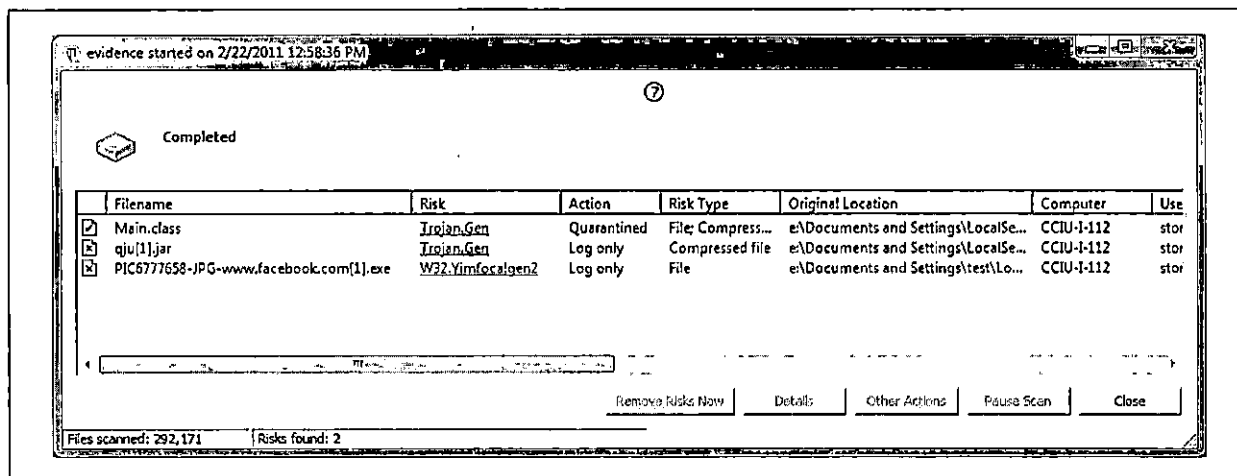 evidence started on 2/22/2011 12:58:36 PM
?
Completed
Filename Risk Action Risk Type Original Location Computer Use
Main.class Trojan.Gen Quarantined File; Compress... e:\Documents and Settings\LocalSe... CCIU-I-112 stor
qju[1].jar Trojan.Gen Log only Compressed file e:\Documents and Settings\LocalSe... CCIU-I-112 stor
PIC6777658-JPG-www.facebook.com[1].exe W32.Yimfoca!gen2 Log only File e:\Documents and Settings\test\Lo... CCIU-I-112 stor
Remove Risks Now Details Other Actions Pause Scan Close
Files scanned: 292,171 Risks found: 2